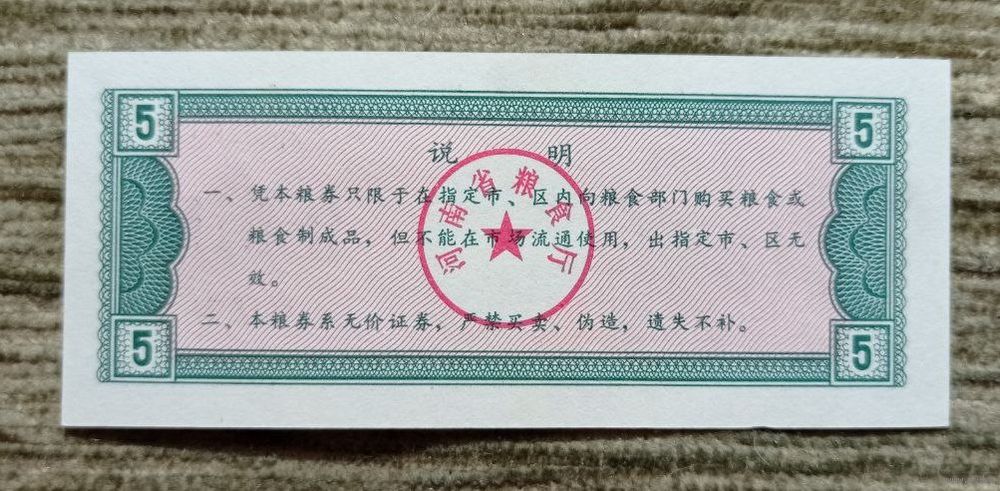 5 5
说明
河南省粮食厅
一、凭本粮券只限于在指定市、区内向粮食部门购买粮食或
粮食制成品，但不能在市场流通使用，出指定市、区无
效。
二、本粮券系无价证券，严禁买卖、伪造，遗失不补。
5 5